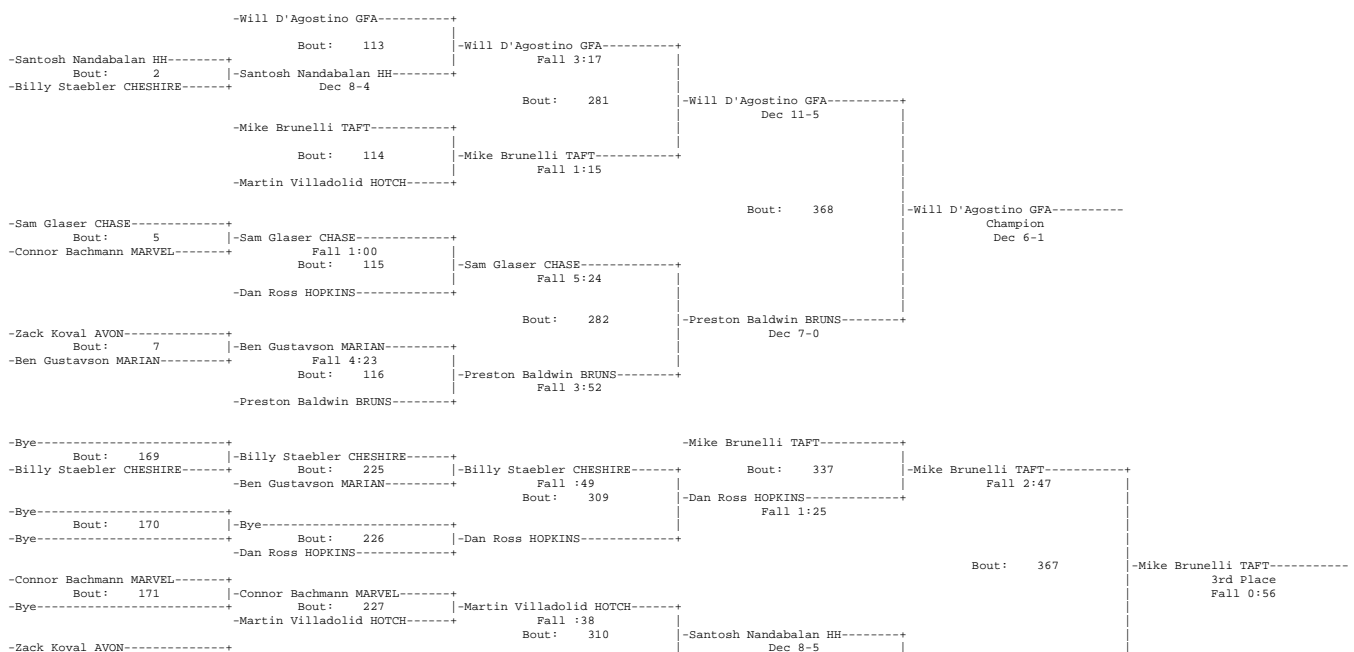 -Will D'Agostino GFA----------+
|
Bout: 113 |-Will D'Agostino GFA----------+
-Santosh Nandabalan HH--------+ | Fall 3:17 |
Bout: 2 |-Santosh Nandabalan HH--------+ |
-Billy Staebler CHESHIRE------+ Dec 8-4 |
Bout: 281 |-Will D'Agostino GFA----------+
| Dec 11-5 |
-Mike Brunelli TAFT-----------+ | |
| | |
Bout: 114 |-Mike Brunelli TAFT-----------+ |
| Fall 1:15 |
-Martin Villadolid HOTCH------+ |
|
Bout: 368 |-Will D'Agostino GFA----------
-Sam Glaser CHASE-------------+ | Champion
Bout: 5 |-Sam Glaser CHASE-------------+ | Dec 6-1
-Connor Bachmann MARVEL-------+ Fall 1:00 | |
Bout: 115 |-Sam Glaser CHASE-------------+ |
| Fall 5:24 | |
-Dan Ross HOPKINS-------------+ | |
| |
Bout: 282 |-Preston Baldwin BRUNS--------+
-Zack Koval AVON--------------+ | Dec 7-0
Bout: 7 |-Ben Gustavson MARIAN---------+ |
-Ben Gustavson MARIAN---------+ Fall 4:23 | |
Bout: 116 |-Preston Baldwin BRUNS--------+
| Fall 3:52
-Preston Baldwin BRUNS--------+
-Bye--------------------------+ -Mike Brunelli TAFT-----------+
Bout: 169 |-Billy Staebler CHESHIRE------+ |
-Billy Staebler CHESHIRE------+ Bout: 225 |-Billy Staebler CHESHIRE------+ Bout: 337 |-Mike Brunelli TAFT-----------+
-Ben Gustavson MARIAN---------+ Fall :49 | | Fall 2:47 |
Bout: 309 |-Dan Ross HOPKINS-------------+ |
-Bye--------------------------+ | Fall 1:25 |
Bout: 170 |-Bye--------------------------+ | |
-Bye--------------------------+ Bout: 226 |-Dan Ross HOPKINS-------------+ |
-Dan Ross HOPKINS-------------+ |
Bout: 367 |-Mike Brunelli TAFT-----------
-Connor Bachmann MARVEL-------+ | 3rd Place
Bout: 171 |-Connor Bachmann MARVEL-------+ | Fall 0:56
-Bye--------------------------+ Bout: 227 |-Martin Villadolid HOTCH------+ |
-Martin Villadolid HOTCH------+ Fall :38 | |
Bout: 310 |-Santosh Nandabalan HH--------+ |
-Zack Koval AVON--------------+ | Dec 8-5 | |